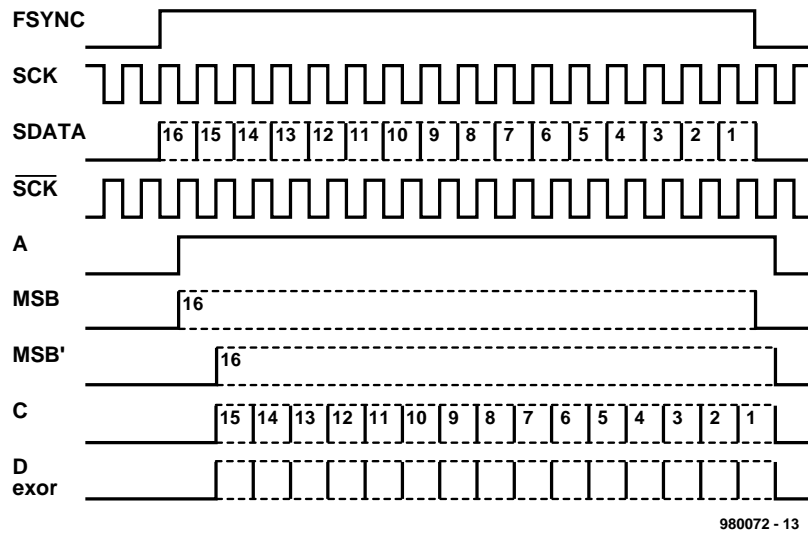 FSYNC
SCK
SDATA 16 15 14 13 12 11 10 9 8 7 6 5 4 3 2 1
SCK
A
MSB 16
MSB' 16
C 15 14 13 12 11 10 9 8 7 6 5 4 3 2 1
D
exor
980072 - 13